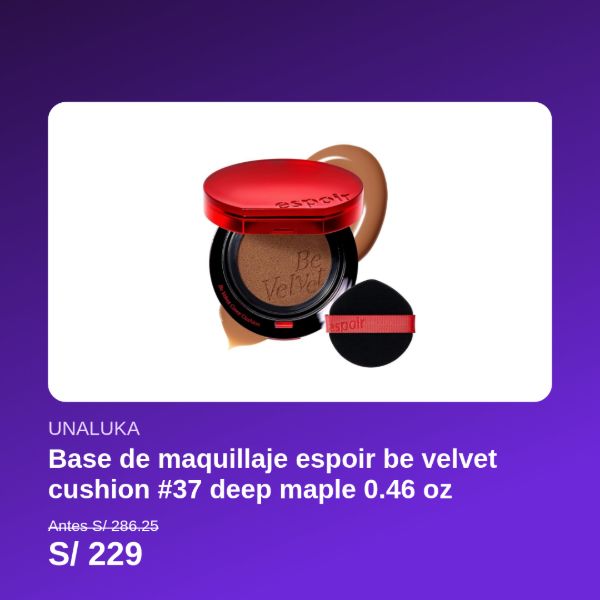 espoir
Be
Velvet
espoir
UNALUKA
Base de maquillaje espoir be velvet
cushion #37 deep maple 0.46 oz
Antes S/ 286.25
S/ 229